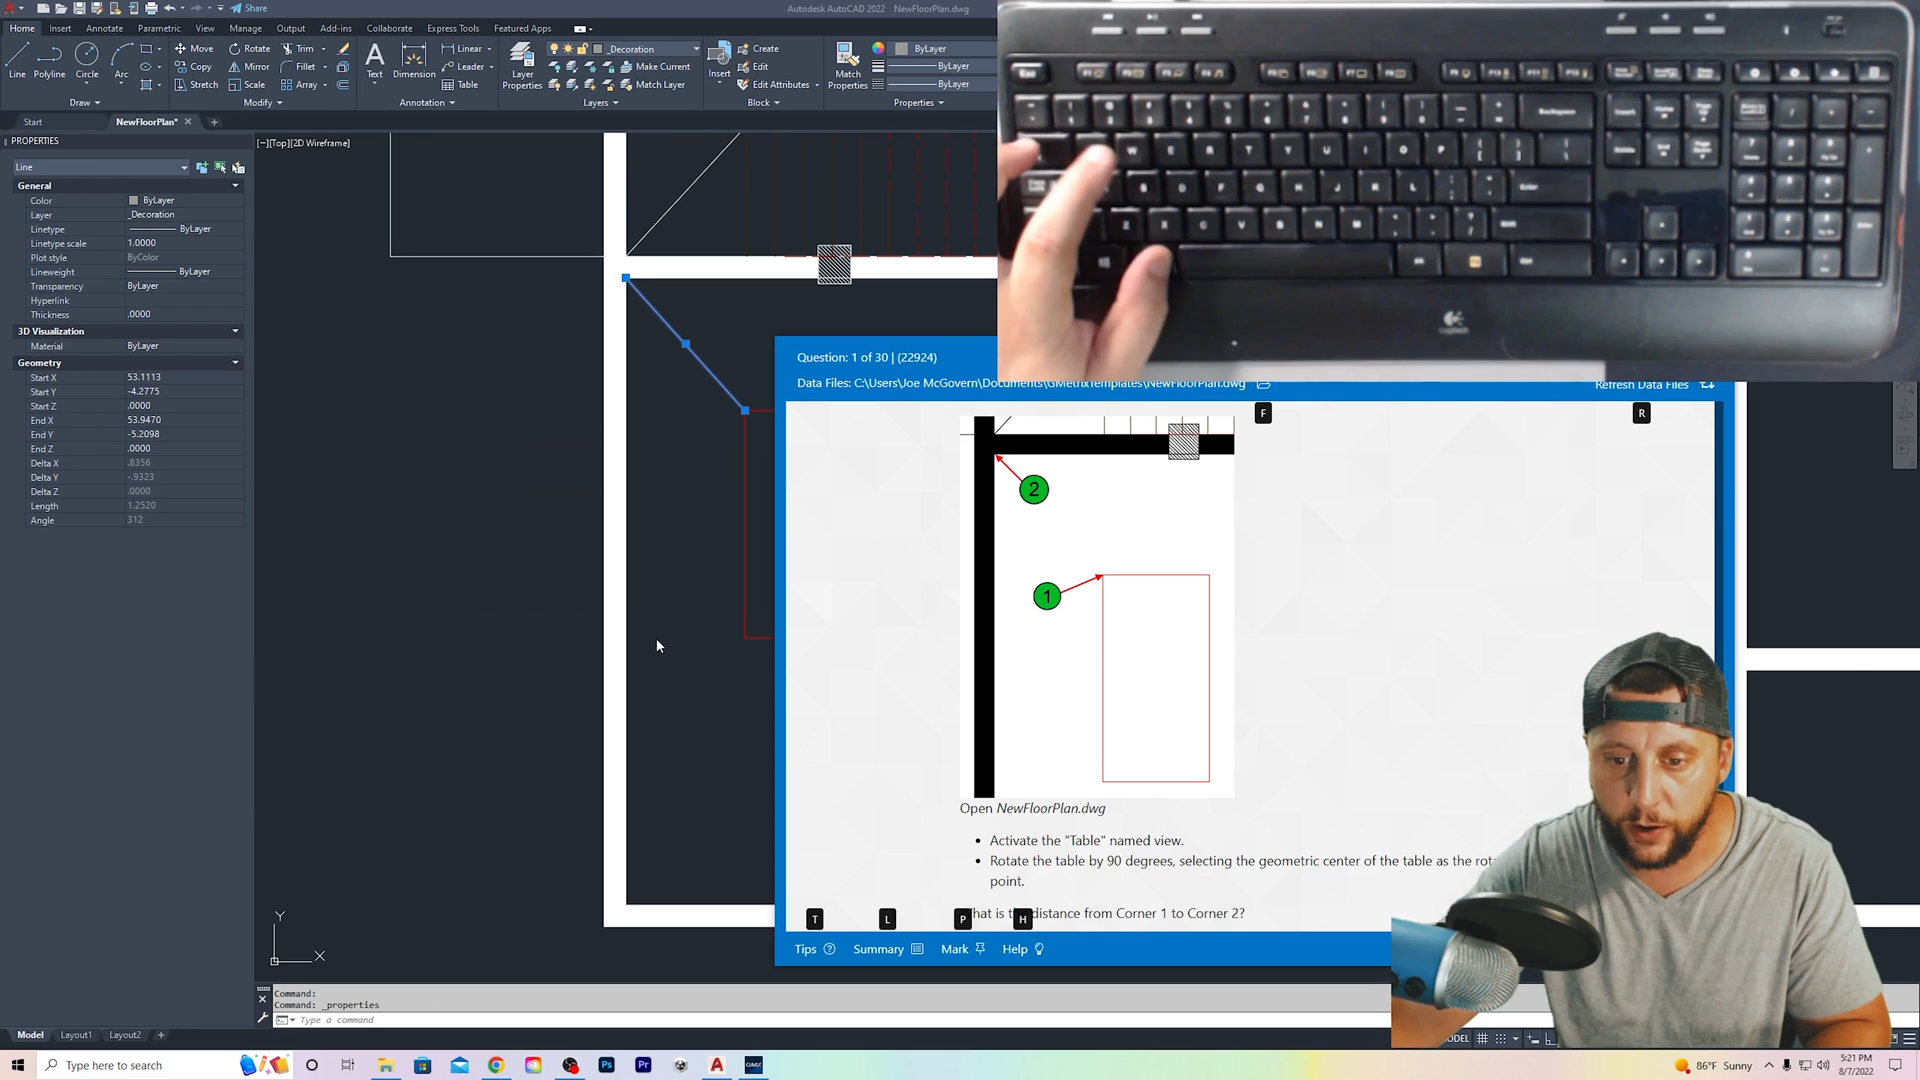 Share
Autodesk AutoCAD 2022 NewFloorPlan.dwg
Home Insert Annotate Parametric View Manage Output Add-ins Collaborate Express Tools Featured Apps
Line Polyline Circle Arc
Move Rotate Trim
Copy Mirror Fillet
Stretch Scale Array
Text Dimension
Linear
Leader
Table
Layer Properties
_Decoration
Make Current
Match Layer
Insert
Create
Edit
Edit Attributes
Match Properties
ByLayer
ByLayer
ByLayer
Draw Modify Annotation Layers Block Properties
Start NewFloorPlan*
PROPERTIES
[−][Top][2D Wireframe]
Line
General
Color ByLayer
Layer _Decoration
Linetype ByLayer
Linetype scale 1.0000
Plot style ByColor
Lineweight ByLayer
Transparency ByLayer
Hyperlink
Thickness .0000
3D Visualization
Material ByLayer
Geometry
Start X 53.1113
Start Y -4.2775
Start Z .0000
End X 53.9470
End Y -5.2098
End Z .0000
Delta X .8356
Delta Y -.9323
Delta Z .0000
Length 1.2520
Angle 312
Question: 1 of 30 | (22924)
Data Files: C:\Users\Joe McGovern\Documents\GMetrixTemplates\NewFloorPlan.dwg
Refresh Data Files
F
R
2
1
Open NewFloorPlan.dwg
• Activate the "Table" named view.
• Rotate the table by 90 degrees, selecting the geometric center of the table as the
point.
distance from Corner 1 to Corner 2?
T L P H
Tips Summary Mark Help
Y
X
Command:
Command: _properties
Type a command
Model Layout1 Layout2 +
Type here to search
Pr
86°F Sunny
5:21 PM
8/7/2022
Logitech